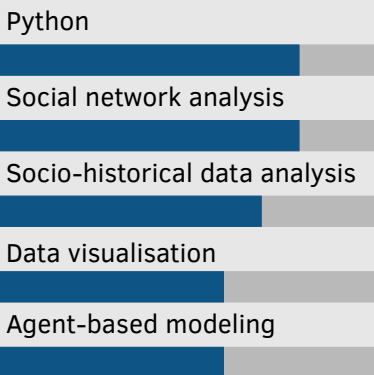 Python
Social network analysis
Socio-historical data analysis
Data visualisation
Agent-based modeling